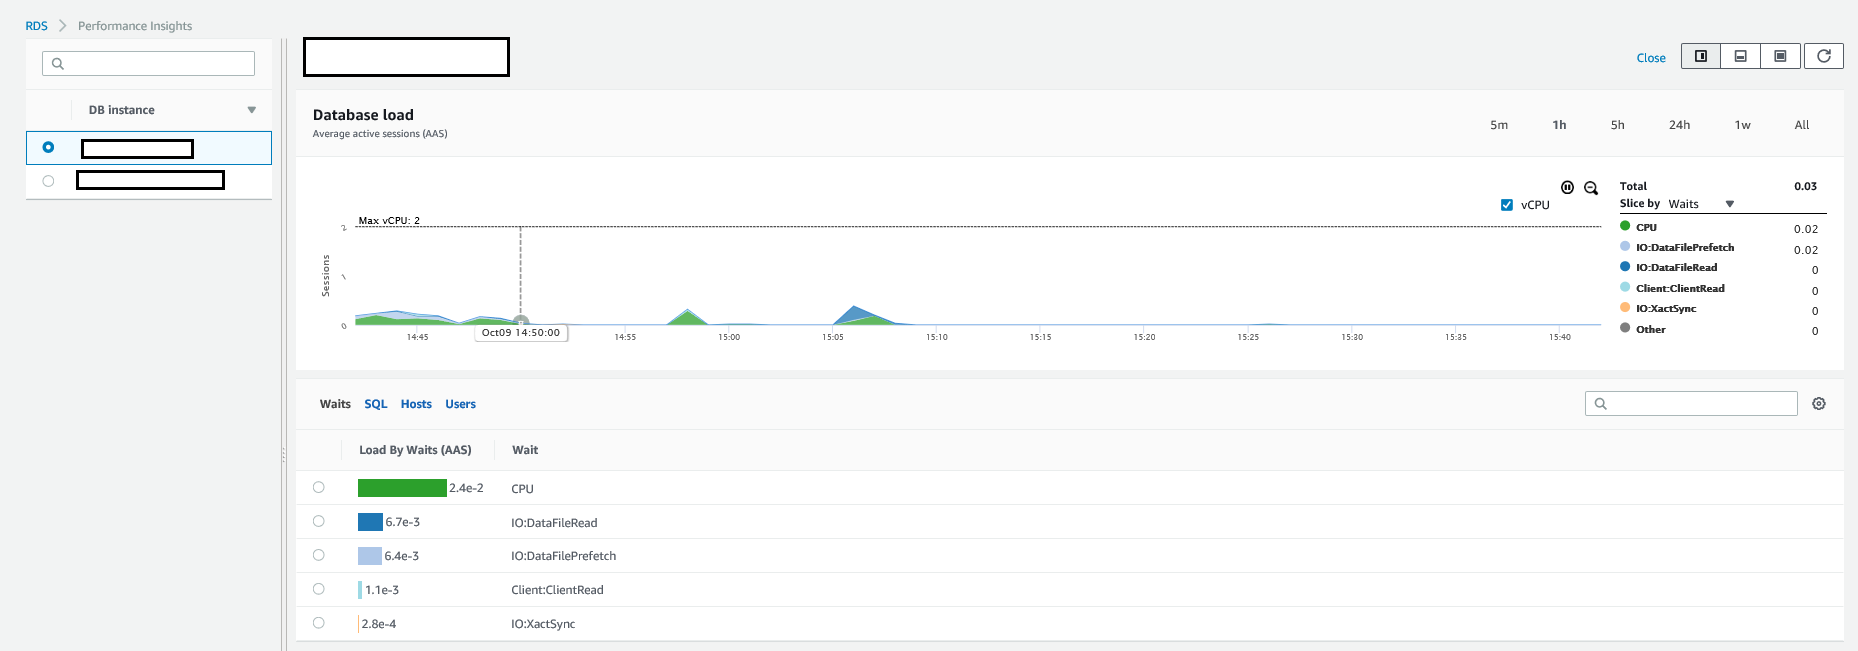 RDS > Performance Insights
DB instance
Close
Database load
Average active sessions (AAS)
5m 1h 5h 24h 1w All
Total 0.03
Slice by Waits
vCPU
Max vCPU: 2
CPU 0.02
IO:DataFilePrefetch 0.02
IO:DataFileRead 0
Client:ClientRead 0
IO:XactSync 0
Other 0
Sessions
2
1
0
Oct09 14:50:00
14:45 14:55 15:00 15:05 15:10 15:15 15:20 15:25 15:30 15:35 15:40
Waits SQL Hosts Users
Load By Waits (AAS) Wait
2.4e-2 CPU
6.7e-3 IO:DataFileRead
6.4e-3 IO:DataFilePrefetch
1.1e-3 Client:ClientRead
2.8e-4 IO:XactSync